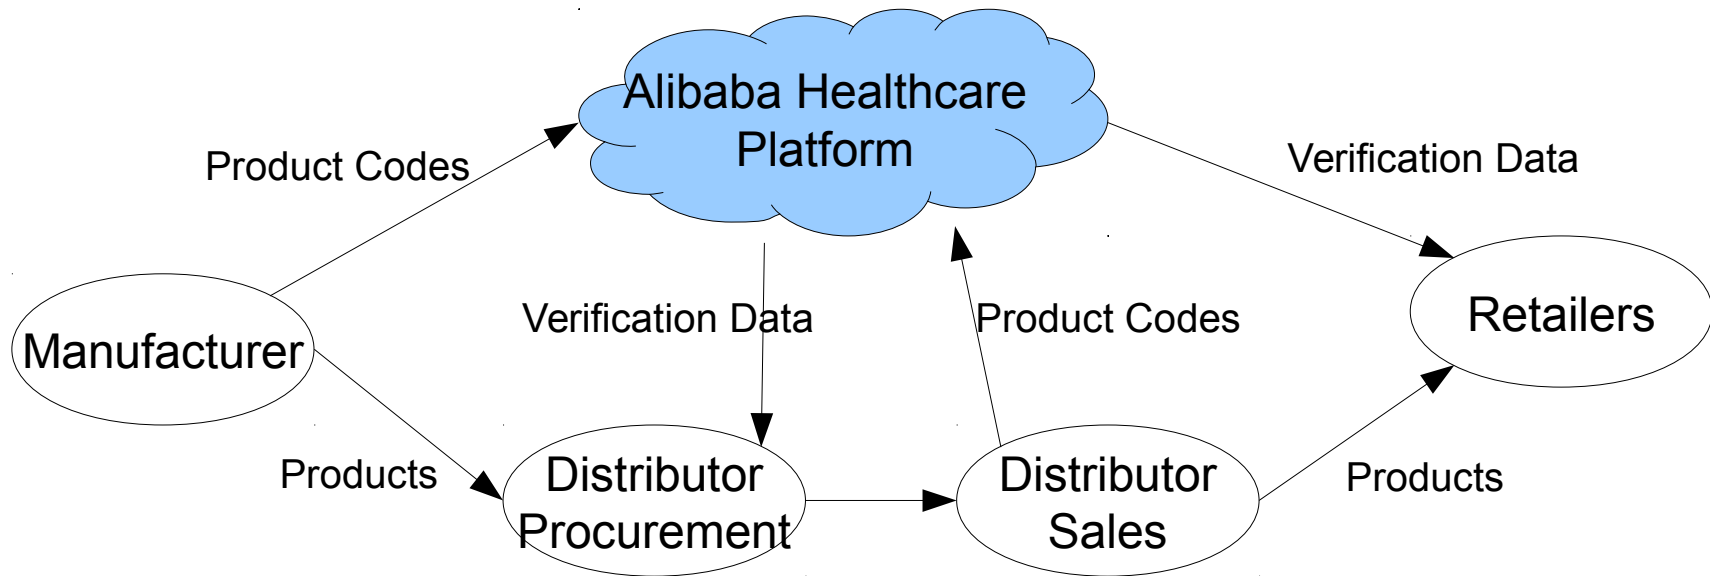 Alibaba Healthcare
Platform
Product Codes
Verification Data
Verification Data
Product Codes
Retailers
Manufacturer
Products
Distributor
Procurement
Distributor
Sales
Products